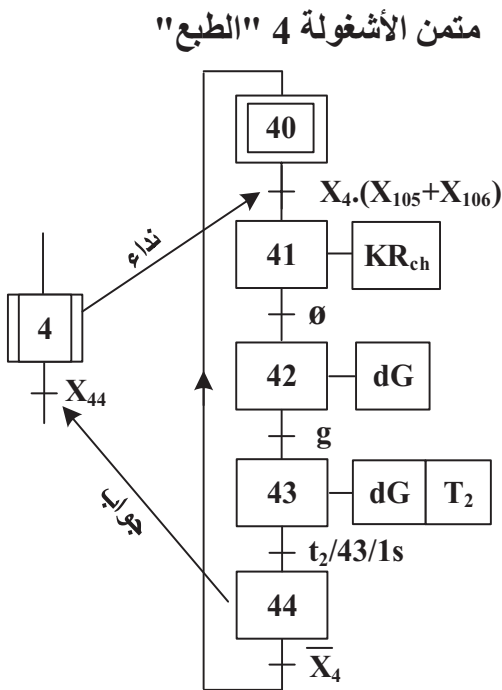 متمن الأشغولة 4 "الطبع"
40
X₄.(X₁₀₅+X₁₀₆)
نداء
41
KR_ch
ø
4
X₄₄
42
dG
g
43
dG
T₂
جواب
t₂/43/1s
44
X̅₄